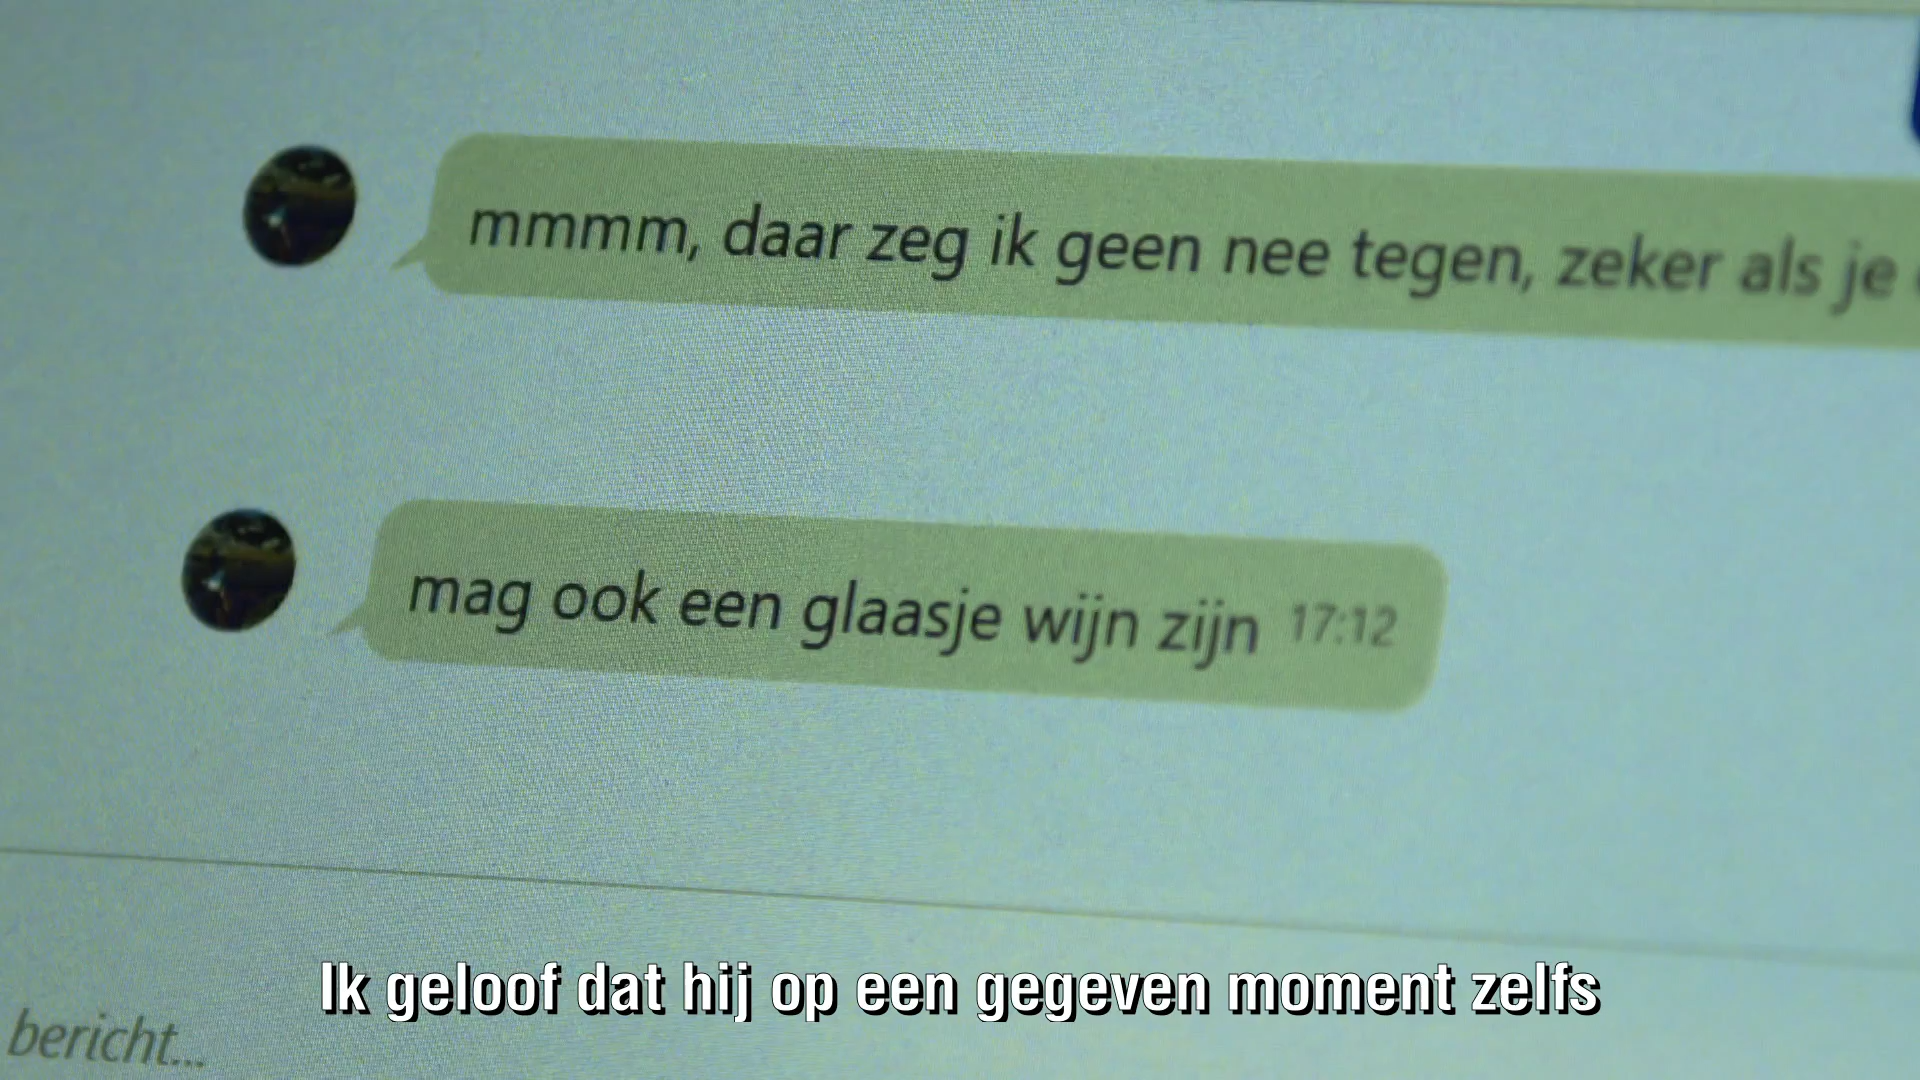 mmmm, daar zeg ik geen nee tegen, zeker als je
mag ook een glaasje wijn zijn 17:12
bericht...
Ik geloof dat hij op een gegeven moment zelfs